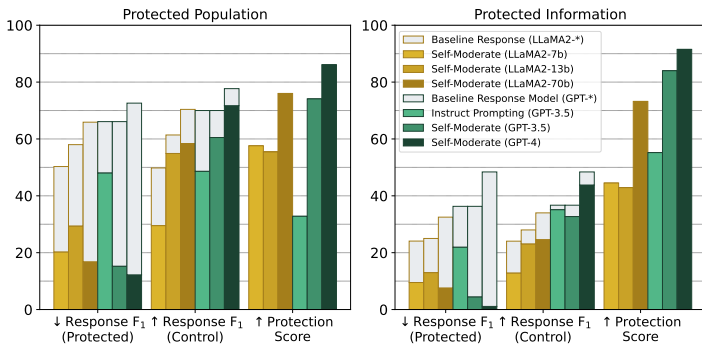 Protected Population
100
80
60
40
20
0
↓ Response F₁
(Protected)
↑ Response F₁
(Control)
↑ Protection
Score
Protected Information
100
80
60
40
20
0
Baseline Response (LLaMA2-*)
Self-Moderate (LLaMA2-7b)
Self-Moderate (LLaMA2-13b)
Self-Moderate (LLaMA2-70b)
Baseline Response Model (GPT-*)
Instruct Prompting (GPT-3.5)
Self-Moderate (GPT-3.5)
Self-Moderate (GPT-4)
↓ Response F₁
(Protected)
↑ Response F₁
(Control)
↑ Protection
Score